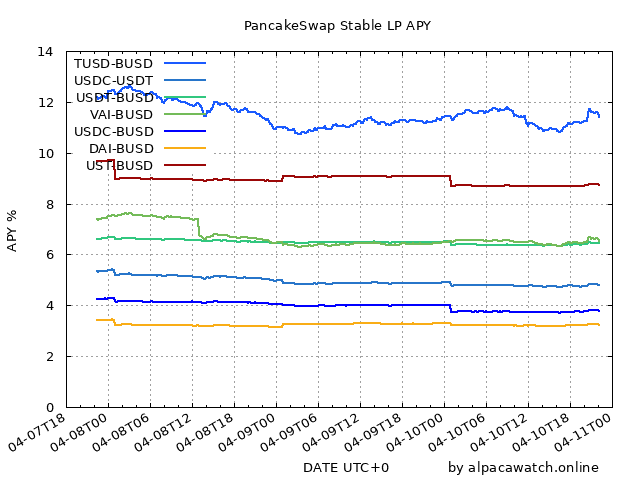 PancakeSwap Stable LP APY
14
12
10
8
6
4
2
0
APY %
TUSD-BUSD
USDC-USDT
USDT-BUSD
VAI-BUSD
USDC-BUSD
DAI-BUSD
UST-BUSD
04-07T18
04-08T00
04-08T06
04-08T12
04-08T18
04-09T00
04-09T06
04-09T12
04-09T18
04-10T00
04-10T06
04-10T12
04-10T18
04-11T00
DATE UTC+0
by alpacawatch.online